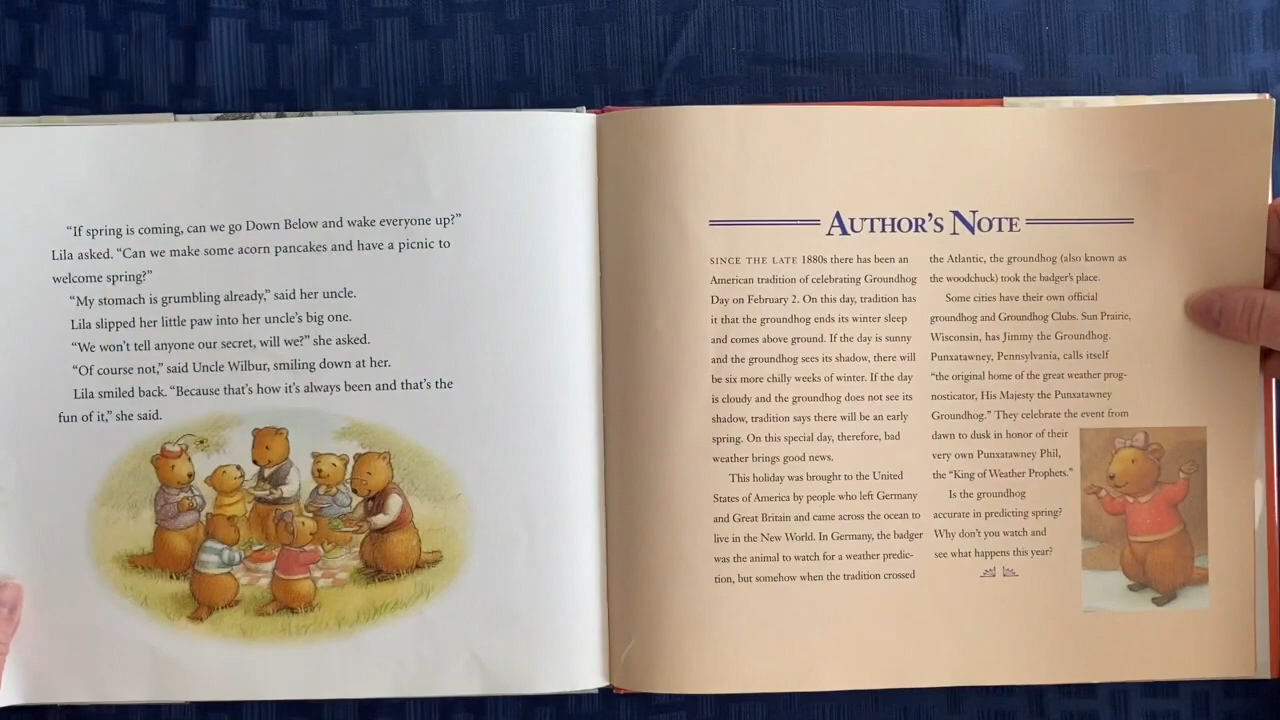 “If spring is coming, can we go Down Below and wake everyone up?”
Lila asked. “Can we make some acorn pancakes and have a picnic to
welcome spring?”
“My stomach is grumbling already,” said her uncle.
Lila slipped her little paw into her uncle’s big one.
“We won’t tell anyone our secret, will we?” she asked.
“Of course not,” said Uncle Wilbur, smiling down at her.
Lila smiled back. “Because that’s how it’s always been and that’s the
fun of it,” she said.
AUTHOR’S NOTE
SINCE THE LATE 1880s there has been an
American tradition of celebrating Groundhog
Day on February 2. On this day, tradition has
it that the groundhog ends its winter sleep
and comes above ground. If the day is sunny
and the groundhog sees its shadow, there will
be six more chilly weeks of winter. If the day
is cloudy and the groundhog does not see its
shadow, tradition says there will be an early
spring. On this special day, therefore, bad
weather brings good news.
This holiday was brought to the United
States of America by people who left Germany
and Great Britain and came across the ocean to
live in the New World. In Germany, the badger
was the animal to watch for a weather predic-
tion, but somehow when the tradition crossed
the Atlantic, the groundhog (also known as
the woodchuck) took the badger’s place.
Some cities have their own official
groundhog and Groundhog Clubs. Sun Prairie,
Wisconsin, has Jimmy the Groundhog.
Punxatawney, Pennsylvania, calls itself
“the original home of the great weather prog-
nosticator, His Majesty the Punxatawney
Groundhog.” They celebrate the event from
dawn to dusk in honor of their
very own Punxatawney Phil,
the “King of Weather Prophets.”
Is the groundhog
accurate in predicting spring?
Why don’t you watch and
see what happens this year?